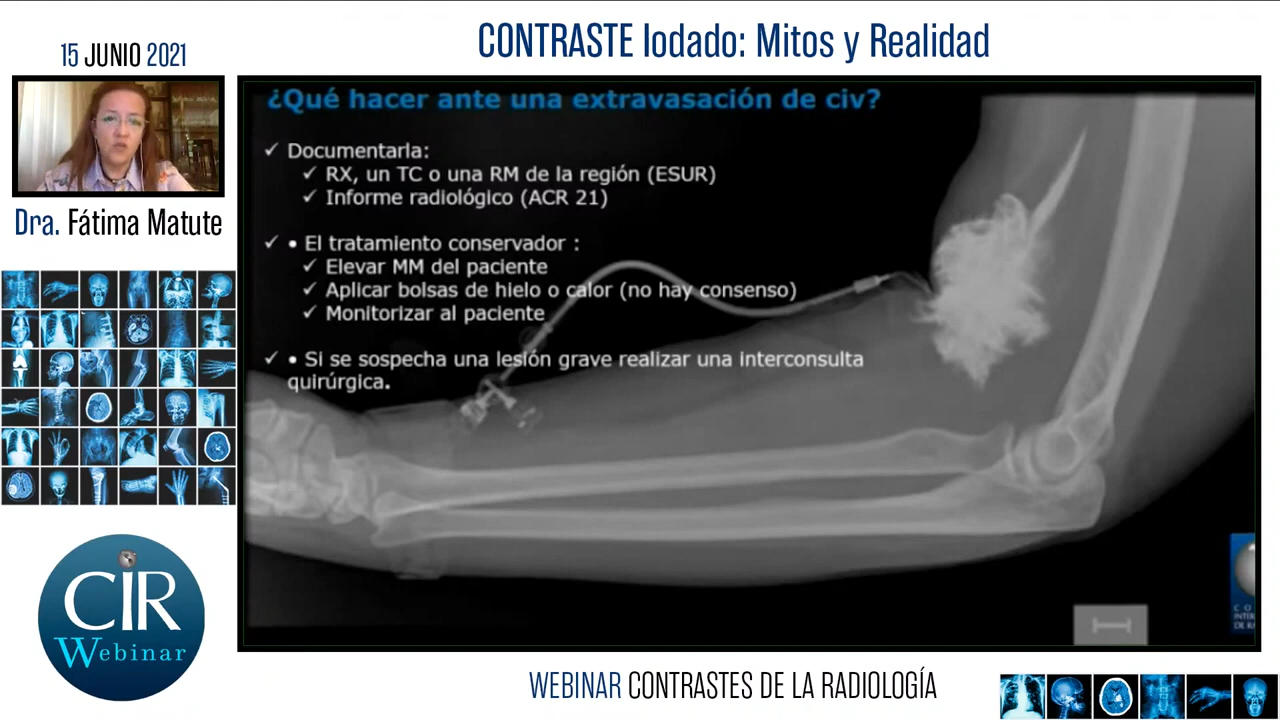 CONTRASTE Iodado: Mitos y Realidad
15 JUNIO 2021
Dra. Fátima Matute
¿Qué hacer ante una extravasación de civ?
✓ Documentarla:
✓ RX, un TC o una RM de la región (ESUR)
✓ Informe radiológico (ACR 21)
✓ • El tratamiento conservador :
✓ Elevar MM del paciente
✓ Aplicar bolsas de hielo o calor (no hay consenso)
✓ Monitorizar al paciente
✓ • Si se sospecha una lesión grave realizar una interconsulta
quirúrgica.
CIR
Webinar
WEBINAR CONTRASTES DE LA RADIOLOGÍA